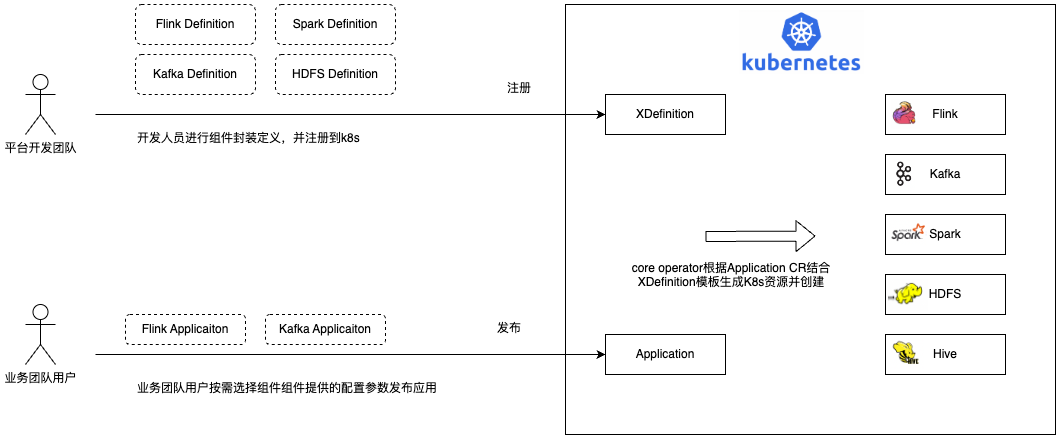 Flink Definition
Spark Definition
Kafka Definition
HDFS Definition
注册
开发人员进行组件封装定义，并注册到k8s
平台开发团队
kubernetes
XDefinition
Flink
Kafka
Spark
Spark
core operator根据Application CR结合
XDefinition模板生成K8s资源并创建
HDFS
Flink Applicaiton
Kafka Applicaiton
发布
Application
Hive
业务团队用户
业务团队用户按需选择组件组件提供的配置参数发布应用